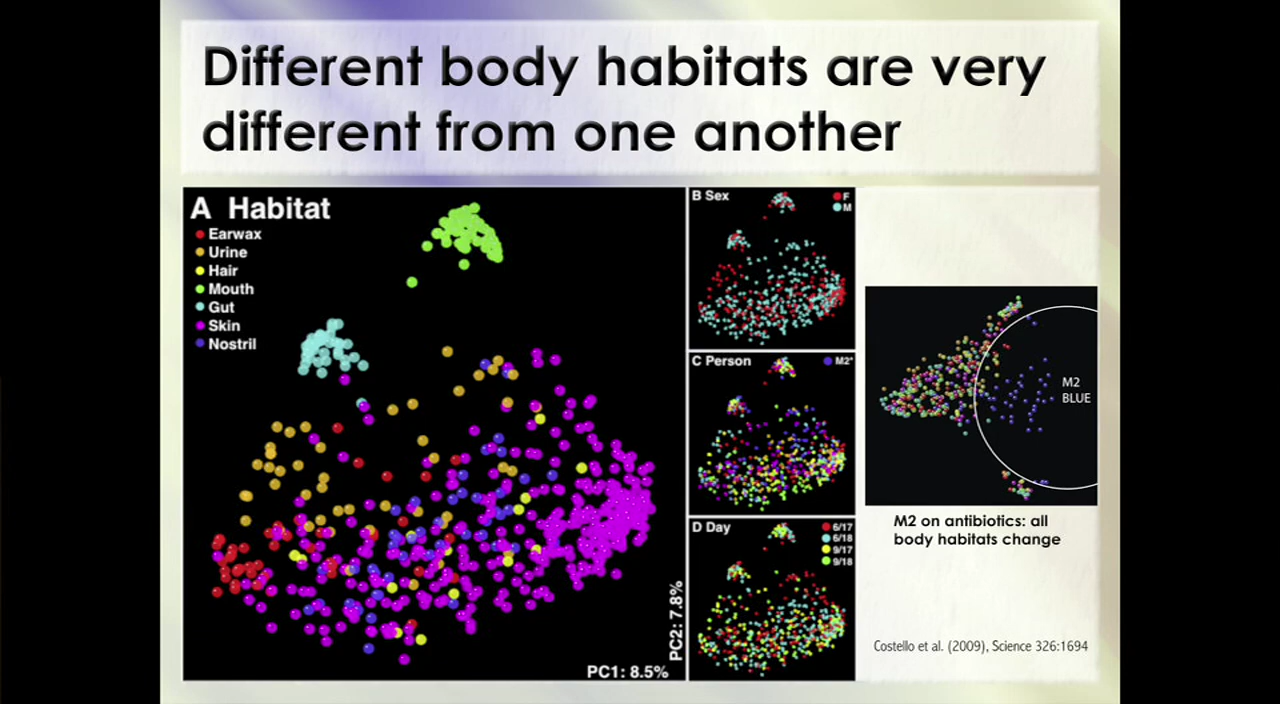 Different body habitats are very
different from one another
A Habitat
Earwax
Urine
Hair
Mouth
Gut
Skin
Nostril
PC1: 8.5%
PC2: 7.8%
B Sex
F
M
C Person
M2*
D Day
6/17
6/18
9/17
9/18
M2
BLUE
M2 on antibiotics: all
body habitats change
Costello et al. (2009), Science 326:1694